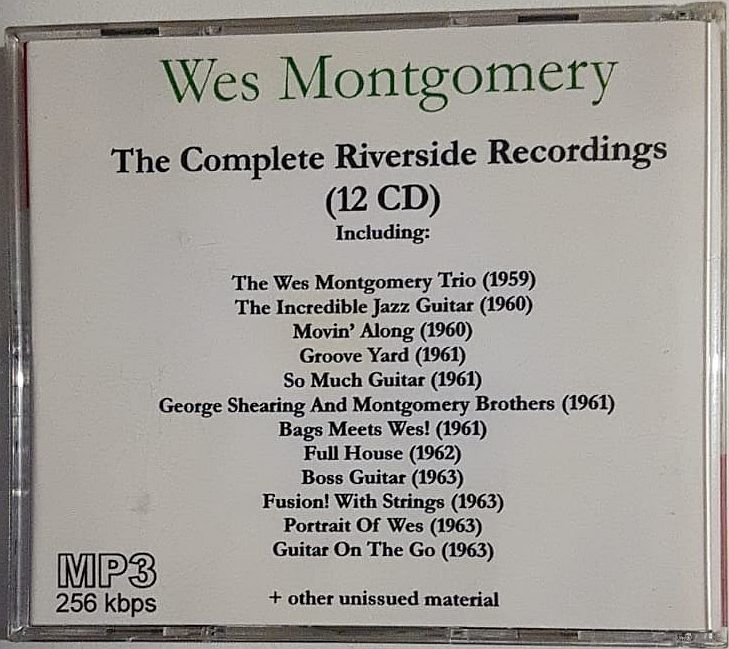 Wes Montgomery
The Complete Riverside Recordings
(12 CD)
Including:
The Wes Montgomery Trio (1959)
The Incredible Jazz Guitar (1960)
Movin' Along (1960)
Groove Yard (1961)
So Much Guitar (1961)
George Shearing And Montgomery Brothers (1961)
Bags Meets Wes! (1961)
Full House (1962)
Boss Guitar (1963)
Fusion! With Strings (1963)
Portrait Of Wes (1963)
Guitar On The Go (1963)
+ other unissued material
MP3
256 kbps